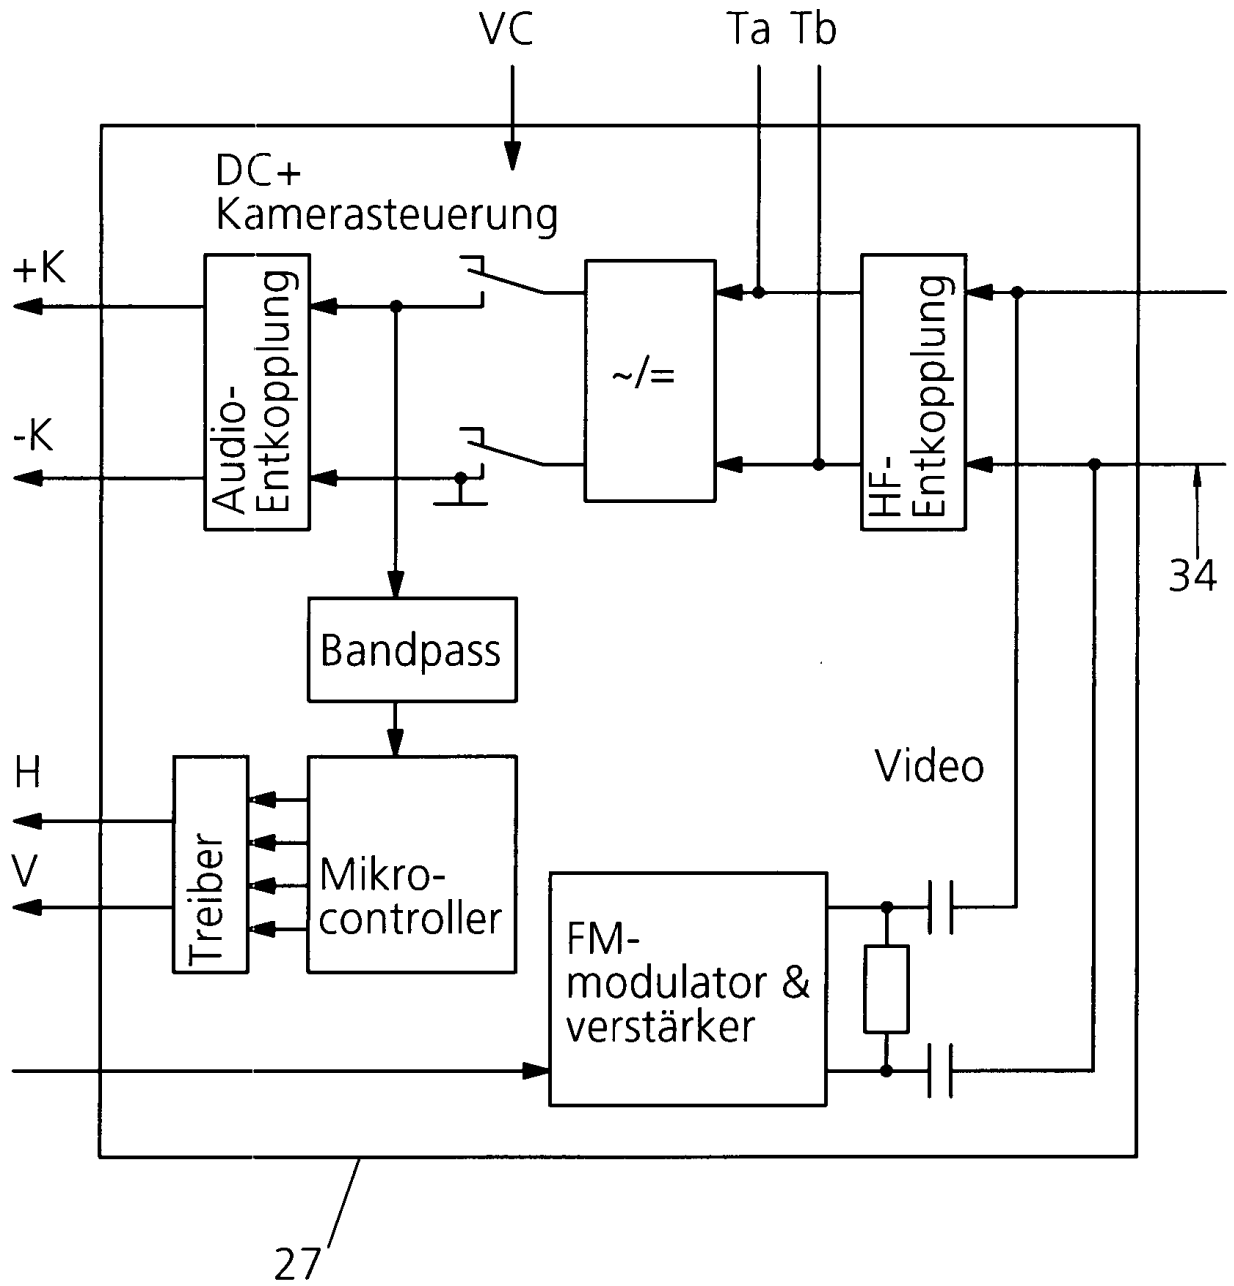 VC
Ta Tb
DC+
Kamerasteuerung
+K
-K
Audio-
Entkopplung
~/=
HF-
Entkopplung
34
Bandpass
H
V
Treiber
Mikro-
controller
Video
FM-
modulator &
verstärker
27